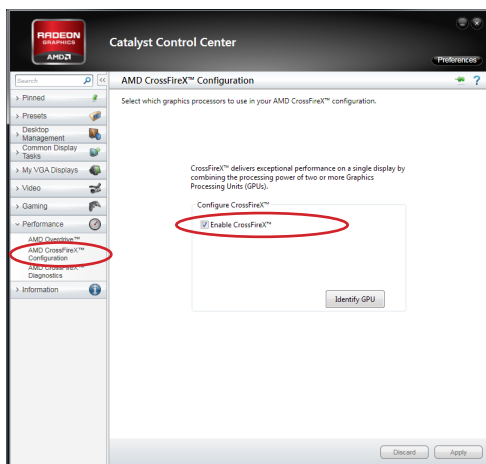 RADEON
GRAPHICS
AMD
Catalyst Control Center
Preferences
Search
AMD CrossFireX™ Configuration
?
Select which graphics processors to use in your AMD CrossFireX™ configuration.
> Pinned
> Presets
> Desktop
Management
> Common Display
Tasks
> My VGA Displays
> Video
> Gaming
Performance
AMD Overdrive™
AMD CrossFireX™
Configuration
AMD CrossFireX™
Diagnostics
> Information
CrossFireX™ delivers exceptional performance on a single display by
combining the processing power of two or more Graphics
Processing Units (GPUs).
Configure CrossFireX™
Enable CrossFireX™
Identify GPU
Discard
Apply